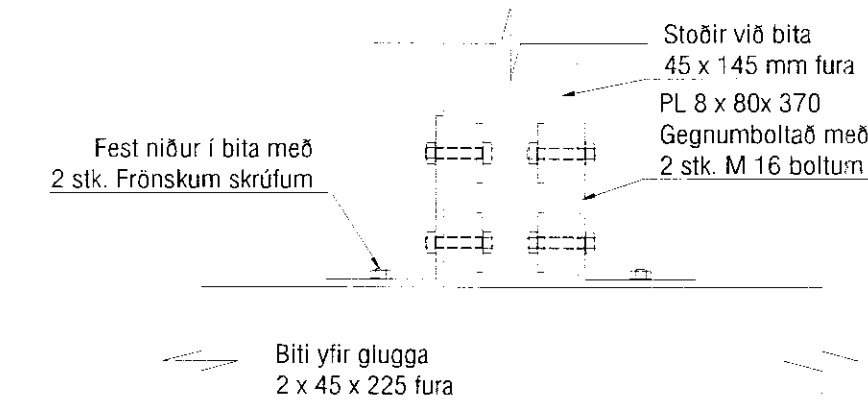 Stoðir við bita
45 x 145 mm fura
PL 8 x 80x 370
Gegnumboltað með
2 stk. M 16 boltum
Fest niður í bita með
2 stk. Frönskum skrúfum
Biti yfir glugga
2 x 45 x 225 fura